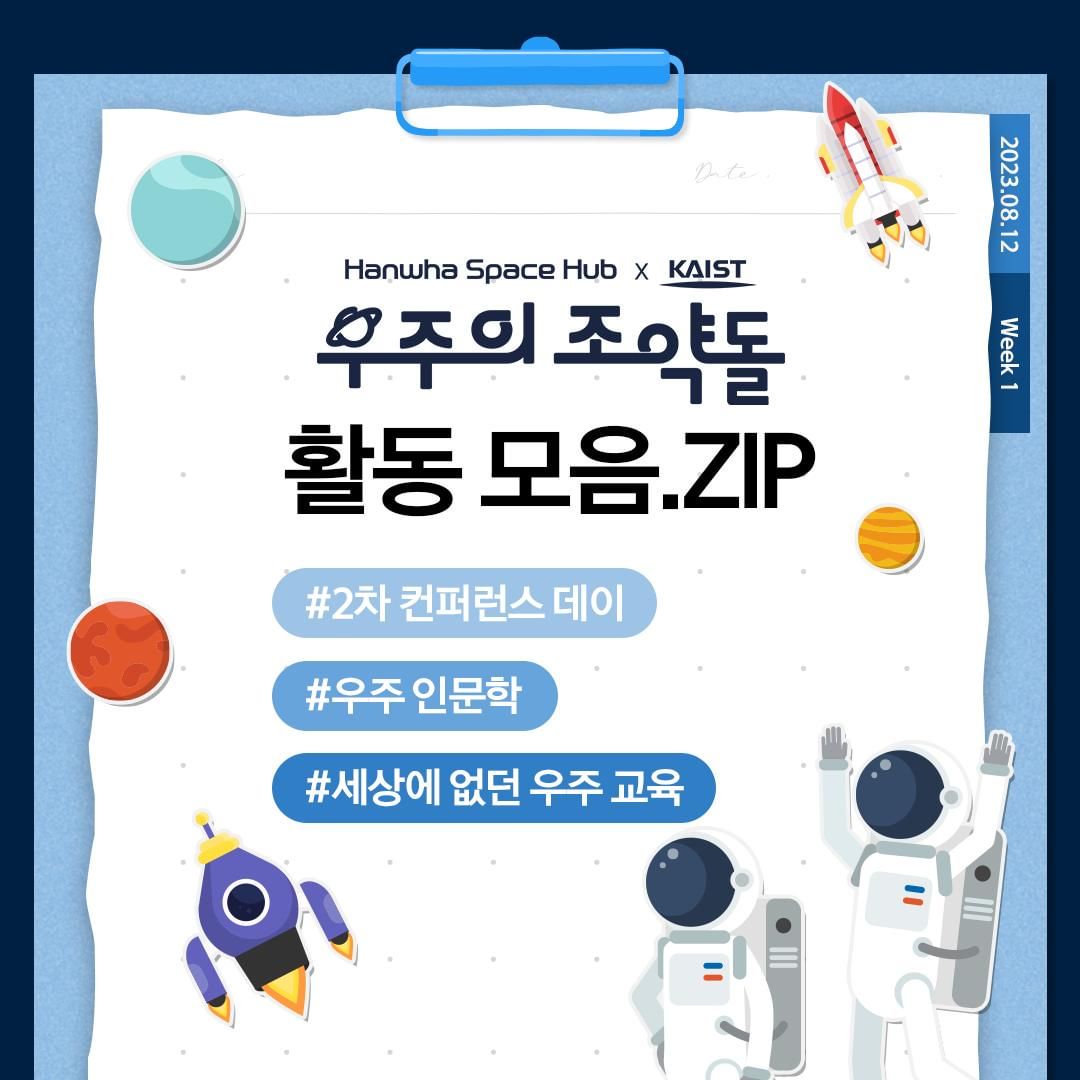 Date.
2023.08.12
Week 1
Hanwha Space Hub x KAIST
우주의 조약돌
활동 모음.ZIP
#2차 컨퍼런스 데이
#우주 인문학
#세상에 없던 우주 교육